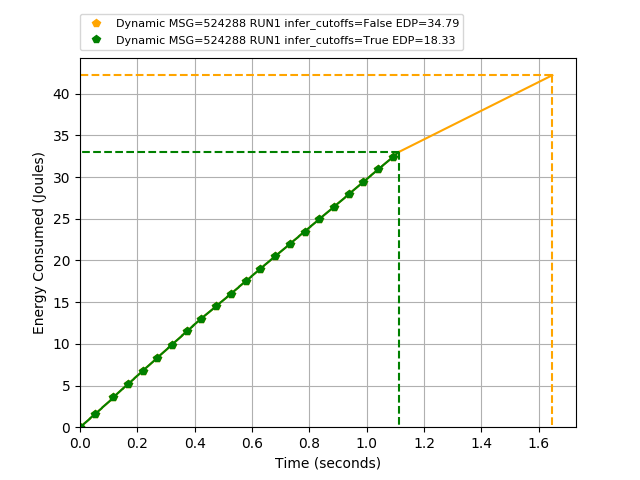 Dynamic MSG=524288 RUN1 infer_cutoffs=False EDP=34.79
Dynamic MSG=524288 RUN1 infer_cutoffs=True EDP=18.33
40
35
30
25
20
15
10
5
0
Energy Consumed (Joules)
0.0 0.2 0.4 0.6 0.8 1.0 1.2 1.4 1.6
Time (seconds)